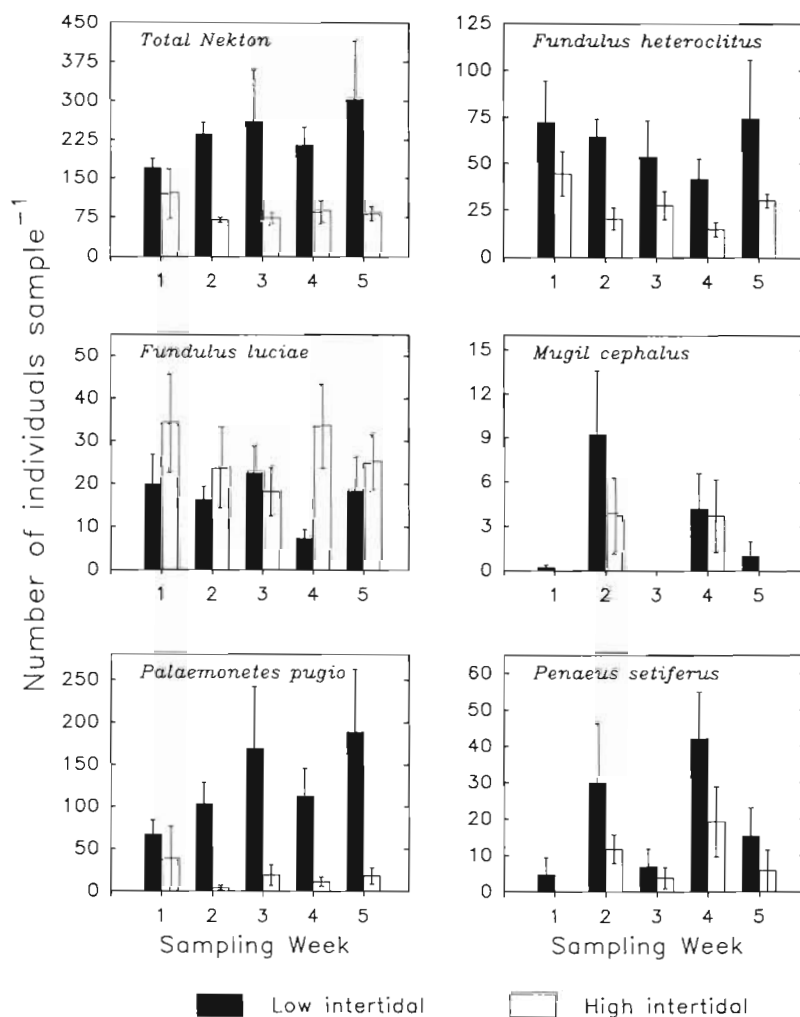 Number of individuals sample⁻¹
Total Nekton
450
375
300
225
150
75
0
1 2 3 4 5
Fundulus heteroclitus
125
100
75
50
25
0
1 2 3 4 5
Fundulus luciae
50
40
30
20
10
0
1 2 3 4 5
Mugil cephalus
15
12
9
6
3
0
1 2 3 4 5
Palaemonetes pugio
250
200
150
100
50
0
1 2 3 4 5
Sampling Week
Penaeus setiferus
60
50
40
30
20
10
0
1 2 3 4 5
Sampling Week
Low intertidal
High intertidal